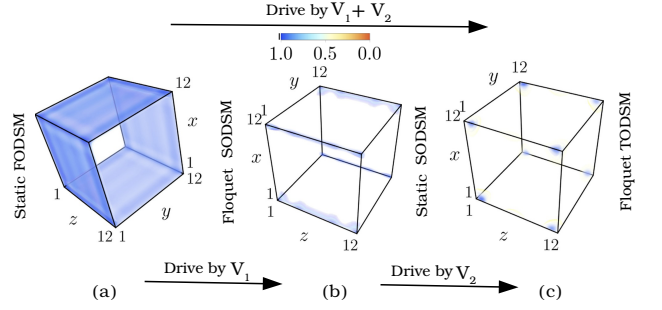 Drive by V1 + V2
1.0 0.5 0.0
Static FODSM
12
x
1
12
1
z
12
1
y
(a)
Floquet SODSM
y
12
1
12
x
1
1
z
12
(b)
Static SODSM
y
12
1
12
x
1
1
z
12
(c)
Floquet TODSM
Drive by V1
Drive by V2